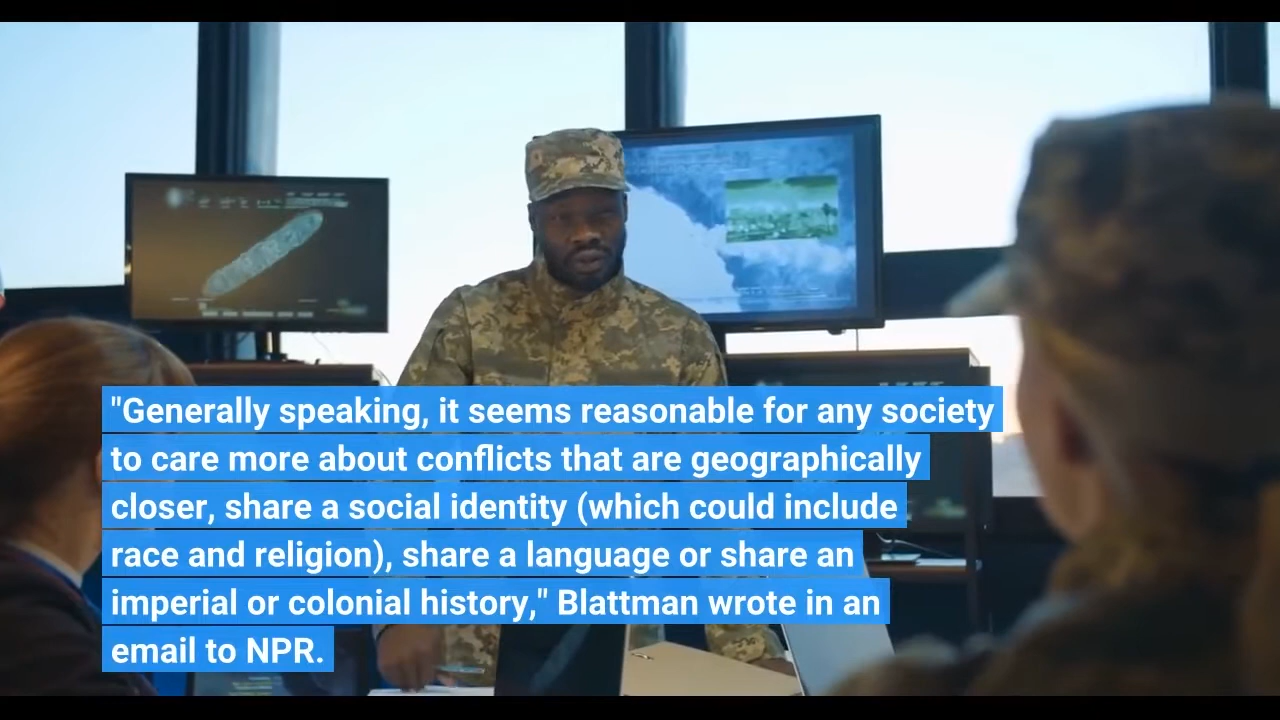 "Generally speaking, it seems reasonable for any society
to care more about conflicts that are geographically
closer, share a social identity (which could include
race and religion), share a language or share an
imperial or colonial history," Blattman wrote in an
email to NPR.